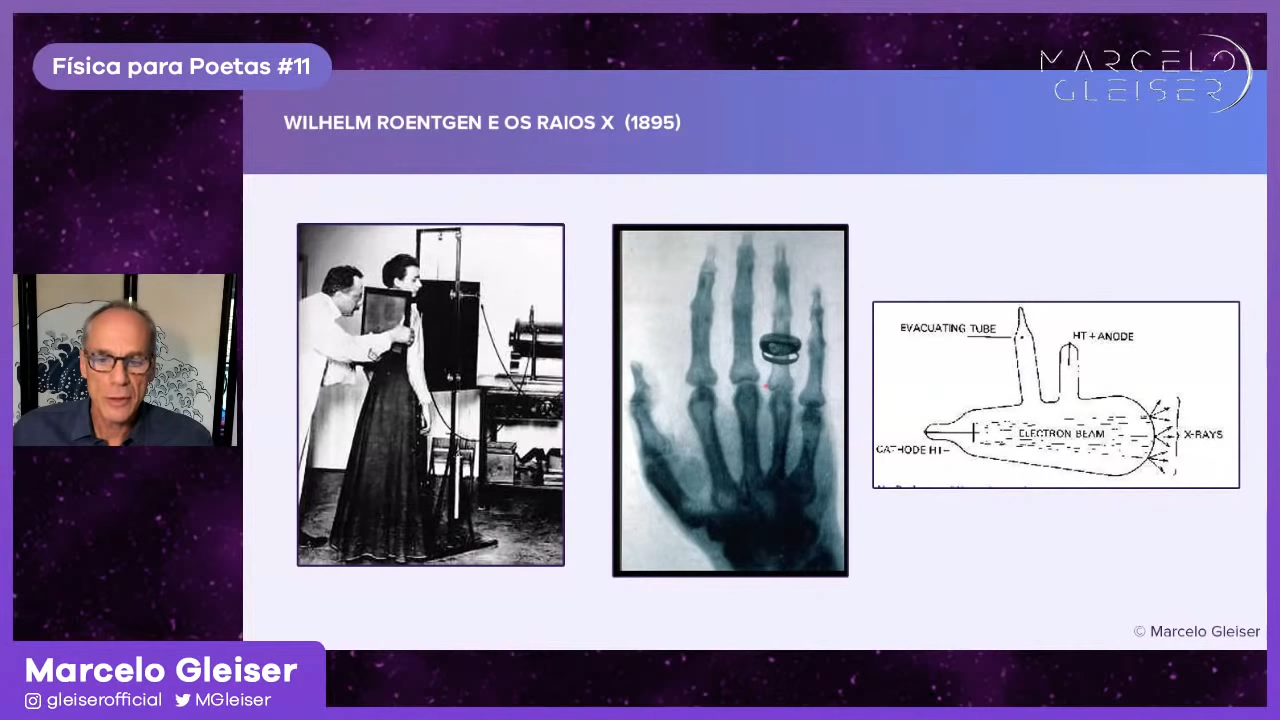 Física para Poetas #11
MARCELO
GLEISER
WILHELM ROENTGEN E OS RAIOS X (1895)
EVACUATING TUBE
HT + ANODE
ELECTRON BEAM
X-RAYS
CATHODE HT-
© Marcelo Gleiser
Marcelo Gleiser
gleiserofficial MGleiser